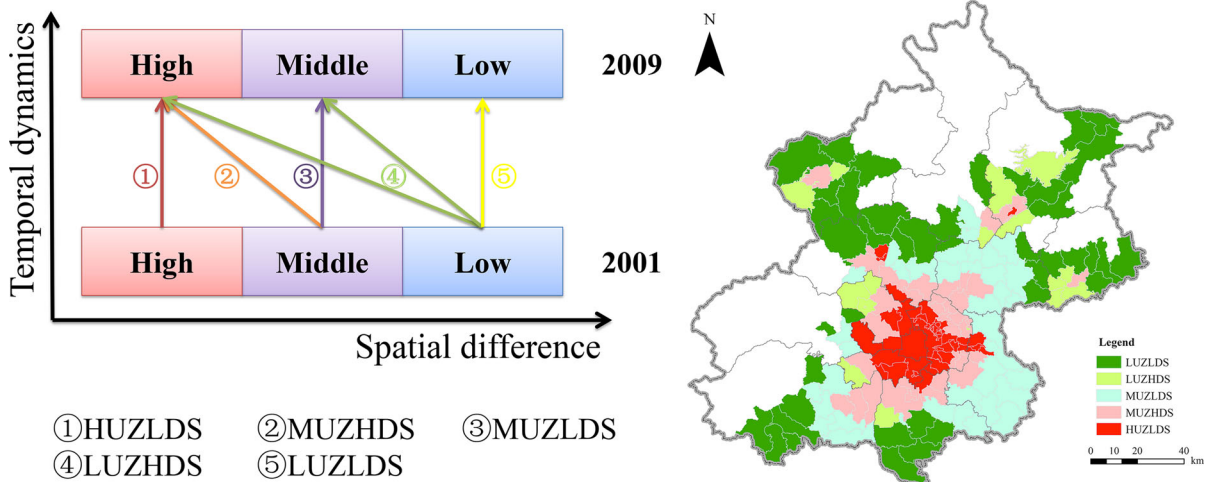 Temporal dynamics
High Middle Low 2009
① ② ③ ④ ⑤
High Middle Low 2001
Spatial difference
①HUZLDS ②MUZHDS ③MUZLDS
④LUZHDS ⑤LUZLDS
N
Legend
LUZLDS
LUZHDS
MUZLDS
MUZHDS
HUZLDS
0 10 20 40
km